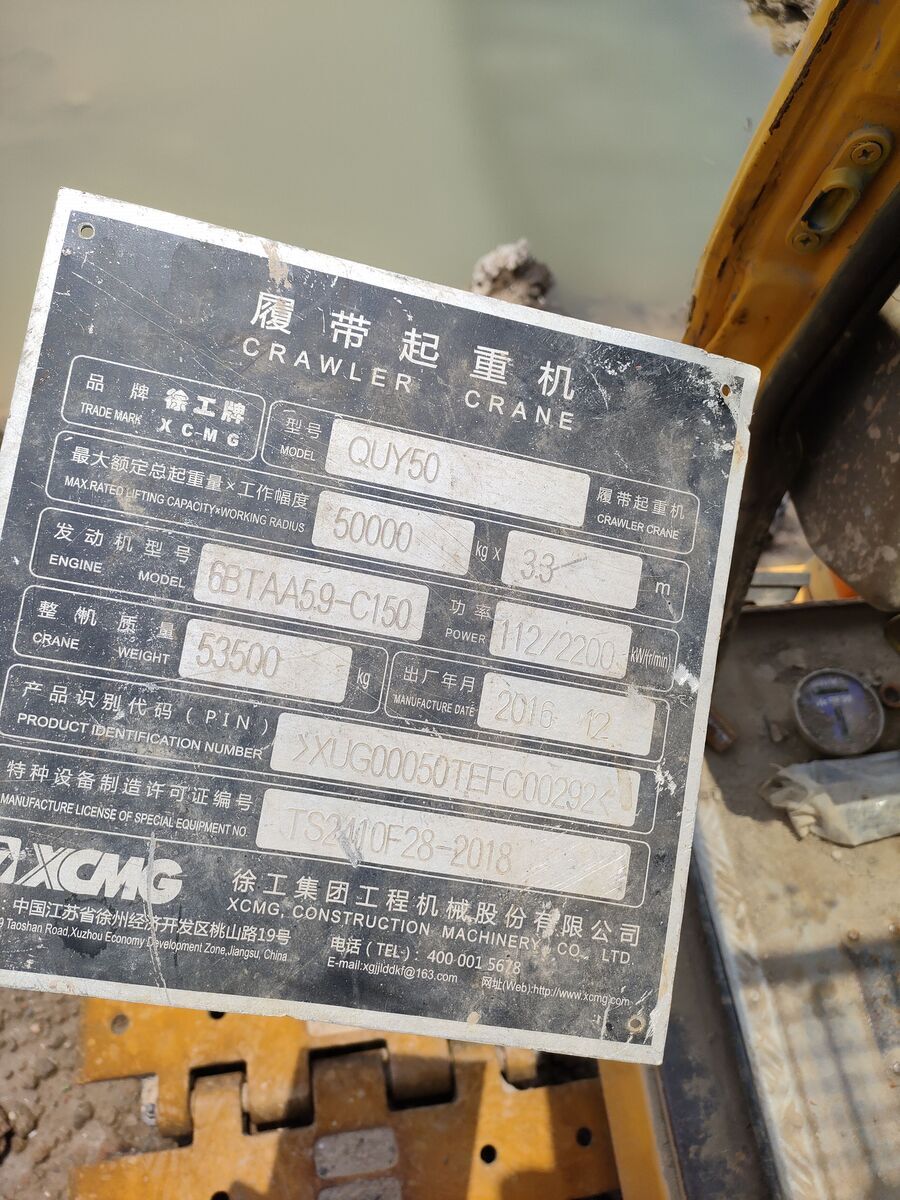 履带起重机
CRAWLER CRANE
品牌 徐工牌
TRADE MARK XCMG
型号 QUY50 履带起重机
MODEL CRAWLER CRANE
最大额定总起重量×工作幅度 50000 kg x 3.3 m
MAX.RATED LIFTING CAPACITY×WORKING RADIUS
发动机型号 6BTAA5.9-C150 功率 112/2200 kW/(r/min)
ENGINE MODEL POWER
整机质量 53500 kg 出厂年月 2016 12
CRANE WEIGHT MANUFACTURE DATE
产品识别代码(PIN) >XUG00050TEFC00292<
PRODUCT IDENTIFICATION NUMBER
特种设备制造许可证编号 TS2410F28-2018
MANUFACTURE LICENSE OF SPECIAL EQUIPMENT NO.
XCMG 徐工集团工程机械股份有限公司
XCMG, CONSTRUCTION MACHINERY CO., LTD.
: 中国江苏省徐州经济开发区桃山路19号 电话(TEL): 400 001 5678
9 Taoshan Road,Xuzhou Economy Development Zone,Jiangsu, China E-mail:xgjjlddkf@163.com 网址(Web):http://www.xcmg.com